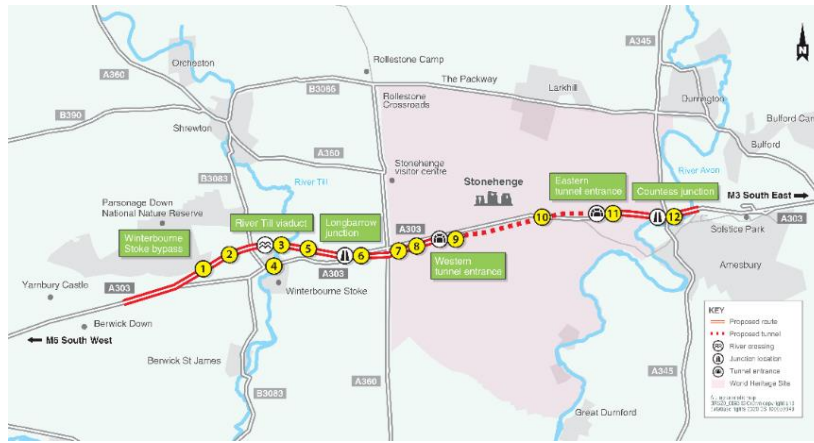 N
A345
A360
Orcheston
Rollestone Camp
B3086
The Packway
Larkhill
Rollestone
Crossroads
Durrington
B390
Shrewton
Bulford
A360
Stonehenge
visitor centre
B3083
River Till
River Avon
Stonehenge
Eastern
tunnel entrance
Countess junction
M3 South East
Parsonage Down
National Nature Reserve
River Till viaduct
Longbarrow
junction
Winterbourne
Stoke bypass
A303
10
11
12
Solstice Park
A303
1
2
3
4
5
6
7
8
9
A303
Western
tunnel entrance
Amesbury
Yarnbury Castle
A303
Winterbourne Stoke
Berwick Down
M5 South West
Berwick St James
B3083
A360
A345
Great Durnford
KEY
Proposed route
Proposed tunnel
River crossing
Junction location
Tunnel entrance
World Heritage Site